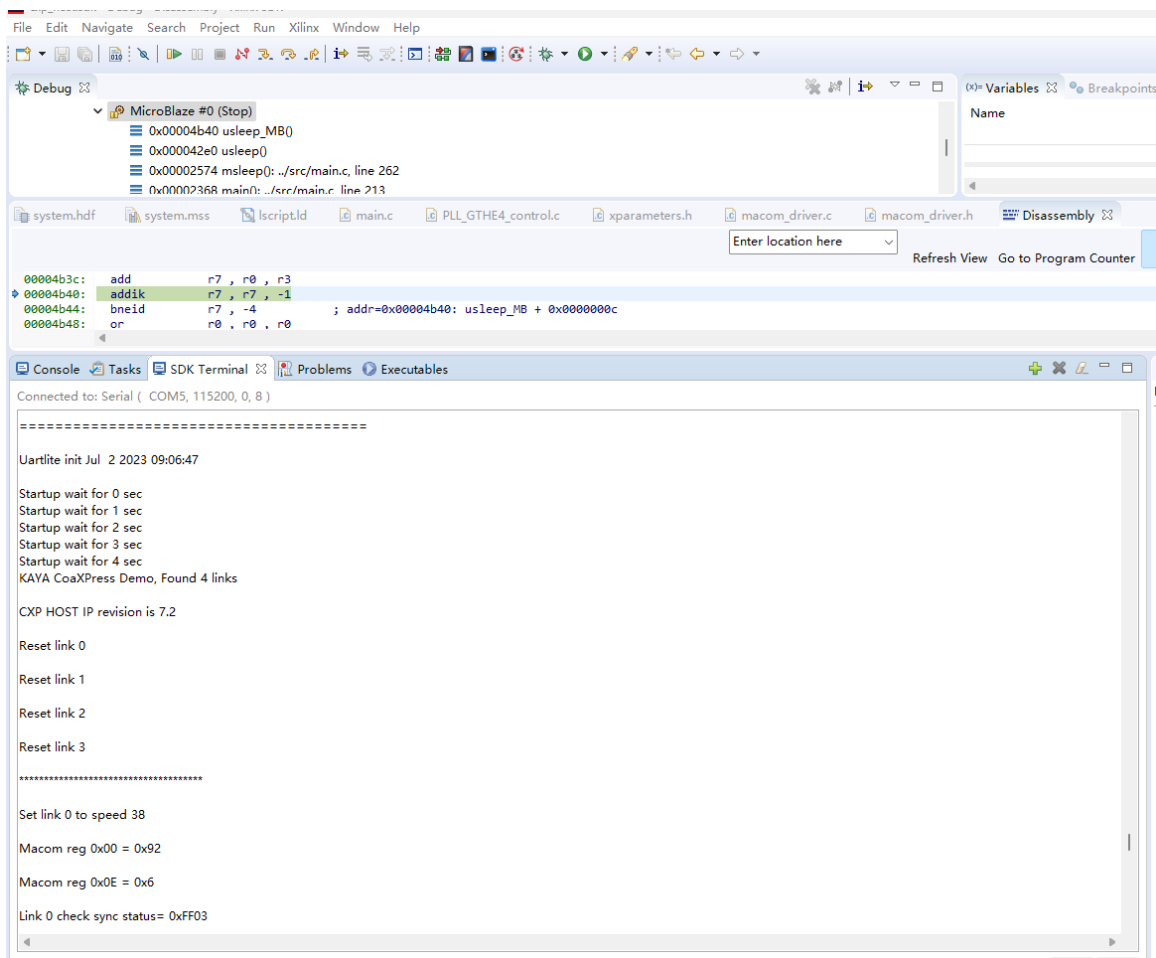 File Edit Navigate Search Project Run Xilinx Window Help
Debug
(x)= Variables Breakpoints
MicroBlaze #0 (Stop)
Name
0x00004b40 usleep_MB()
0x000042e0 usleep()
0x00002574 msleep(): ../src/main.c, line 262
0x00002368 main(): ../src/main.c, line 213
system.hdf system.mss lscript.ld main.c PLL_GTHE4_control.c xparameters.h macom_driver.c macom_driver.h Disassembly
Enter location here
Refresh View Go to Program Counter
00004b3c: add r7 , r0 , r3
00004b40: addik r7 , r7 , -1
00004b44: bneid r7 , -4 ; addr=0x00004b40: usleep_MB + 0x0000000c
00004b48: or r0 , r0 , r0
Console Tasks SDK Terminal Problems Executables
Connected to: Serial ( COM5, 115200, 0, 8 )
=======================================
Uartlite init Jul 2 2023 09:06:47
Startup wait for 0 sec
Startup wait for 1 sec
Startup wait for 2 sec
Startup wait for 3 sec
Startup wait for 4 sec
KAYA CoaXPress Demo, Found 4 links
CXP HOST IP revision is 7.2
Reset link 0
Reset link 1
Reset link 2
Reset link 3
*************************************
Set link 0 to speed 38
Macom reg 0x00 = 0x92
Macom reg 0x0E = 0x6
Link 0 check sync status= 0xFF03